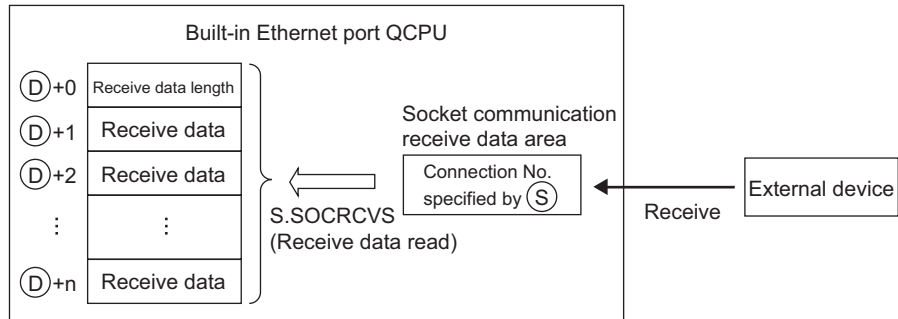 Built-in Ethernet port QCPU
Ⓓ+0 Receive data length
Ⓓ+1 Receive data
Ⓓ+2 Receive data
⋮ ⋮
Ⓓ+n Receive data
S.SOCRCVS
(Receive data read)
Socket communication
receive data area
Connection No.
specified by Ⓢ
Receive
External device